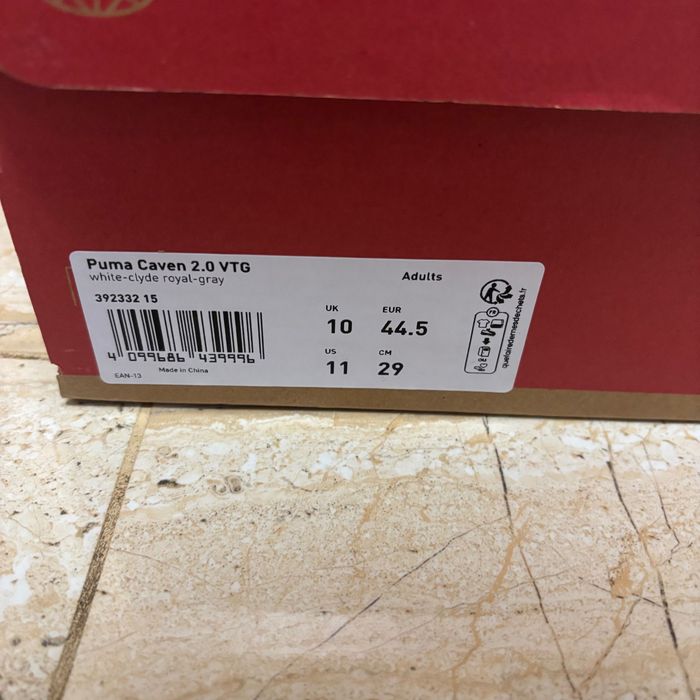 Puma Caven 2.0 VTG
white-clyde royal-gray
Adults
392332 15
UK
10
EUR
44.5
US
11
CM
29
4 099686 439996
EAN-13
Made in China
FR
quefairedemesdechets.fr